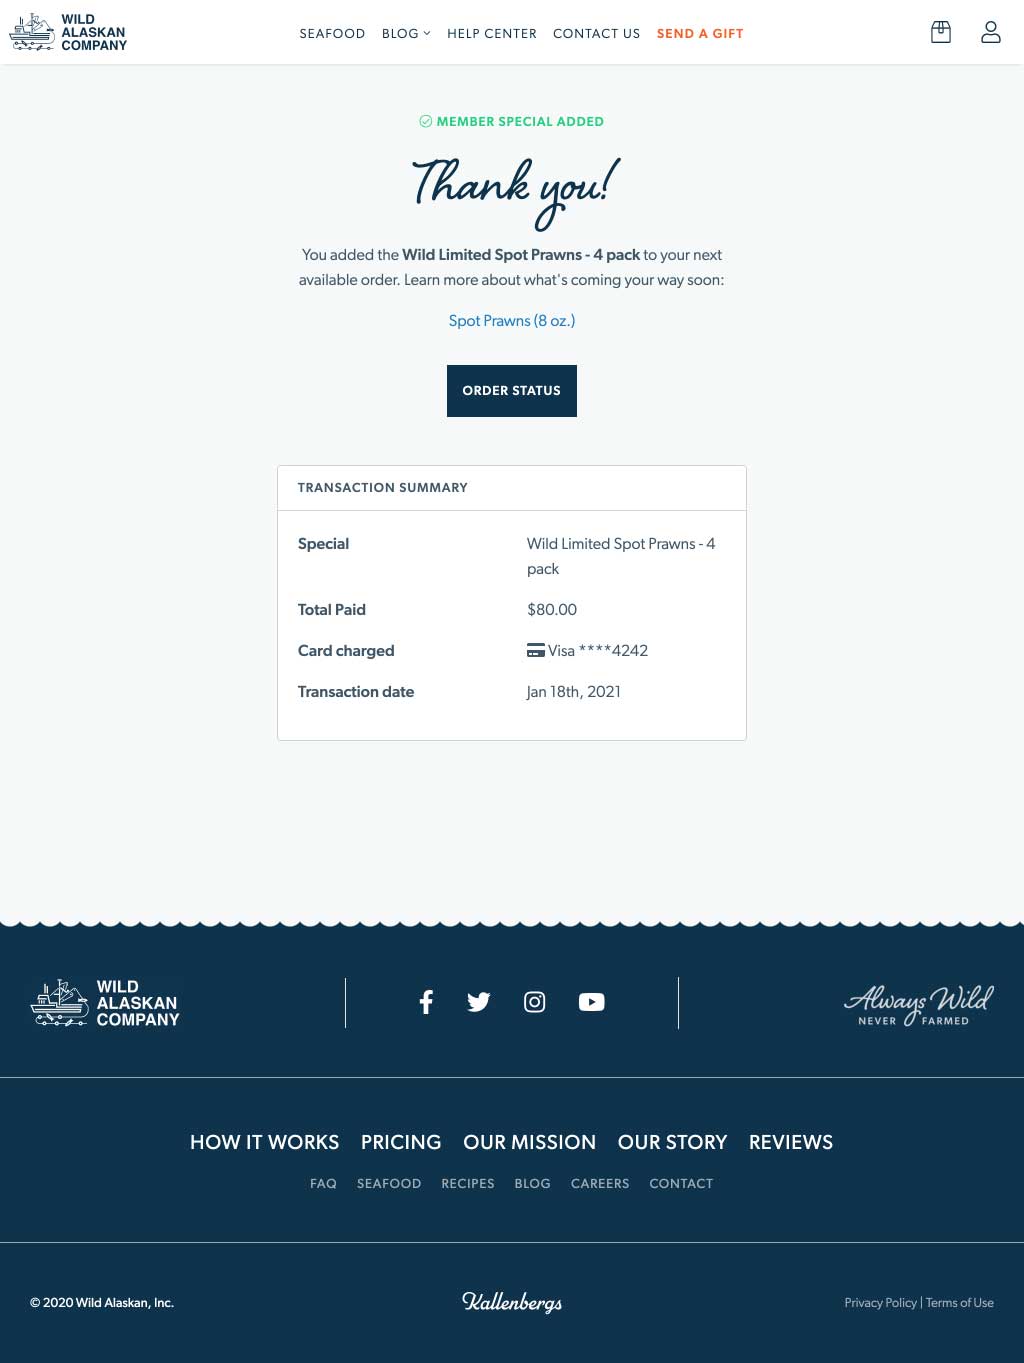 WILD
ALASKAN
COMPANY
SEAFOOD BLOG HELP CENTER CONTACT US SEND A GIFT
MEMBER SPECIAL ADDED
Thank you!
You added the Wild Limited Spot Prawns - 4 pack to your next
available order. Learn more about what's coming your way soon:
Spot Prawns (8 oz.)
ORDER STATUS
TRANSACTION SUMMARY
Special Wild Limited Spot Prawns - 4
pack
Total Paid $80.00
Card charged Visa ****4242
Transaction date Jan 18th, 2021
WILD
ALASKAN
COMPANY
Always Wild
NEVER FARMED
HOW IT WORKS PRICING OUR MISSION OUR STORY REVIEWS
FAQ SEAFOOD RECIPES BLOG CAREERS CONTACT
© 2020 Wild Alaskan, Inc. Kallenbergs Privacy Policy | Terms of Use